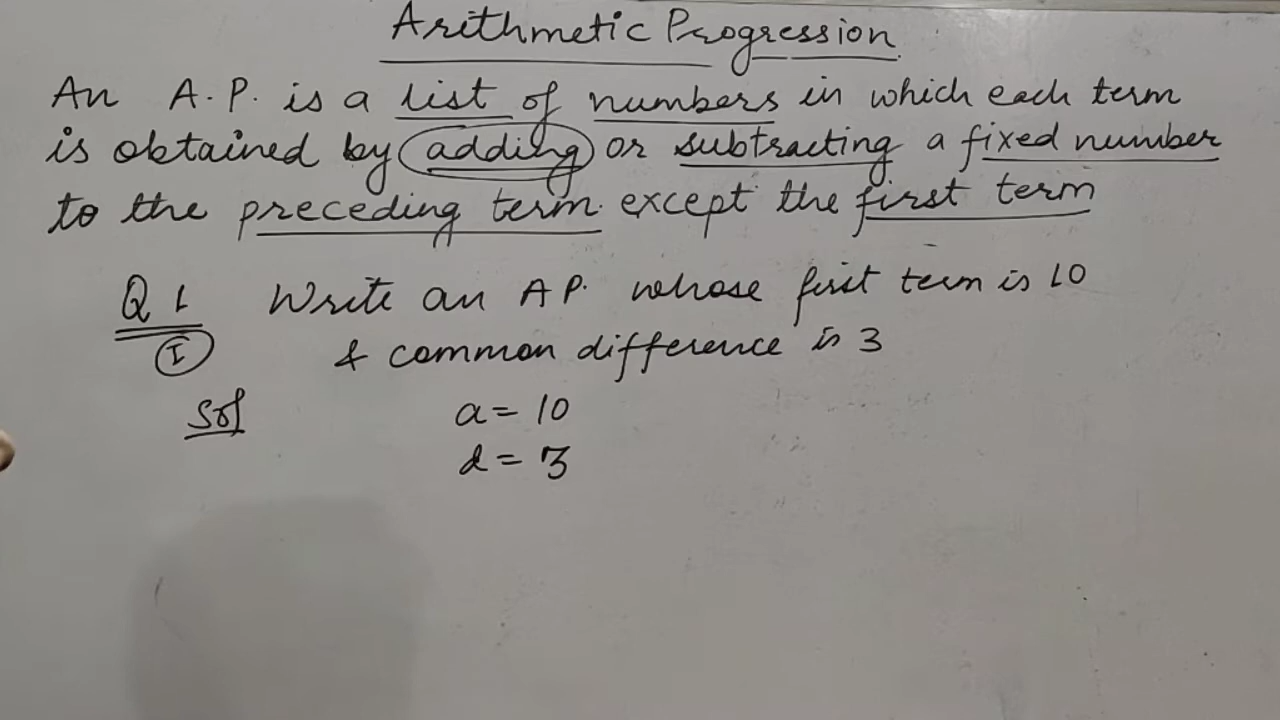 Arithmetic Progression
An A.P. is a list of numbers in which each term
is obtained by adding or subtracting a fixed number
to the preceding term except the first term
Q 1 Write an A P. whose first term is 10
(I) & common difference is 3
Sol a = 10
d = 3